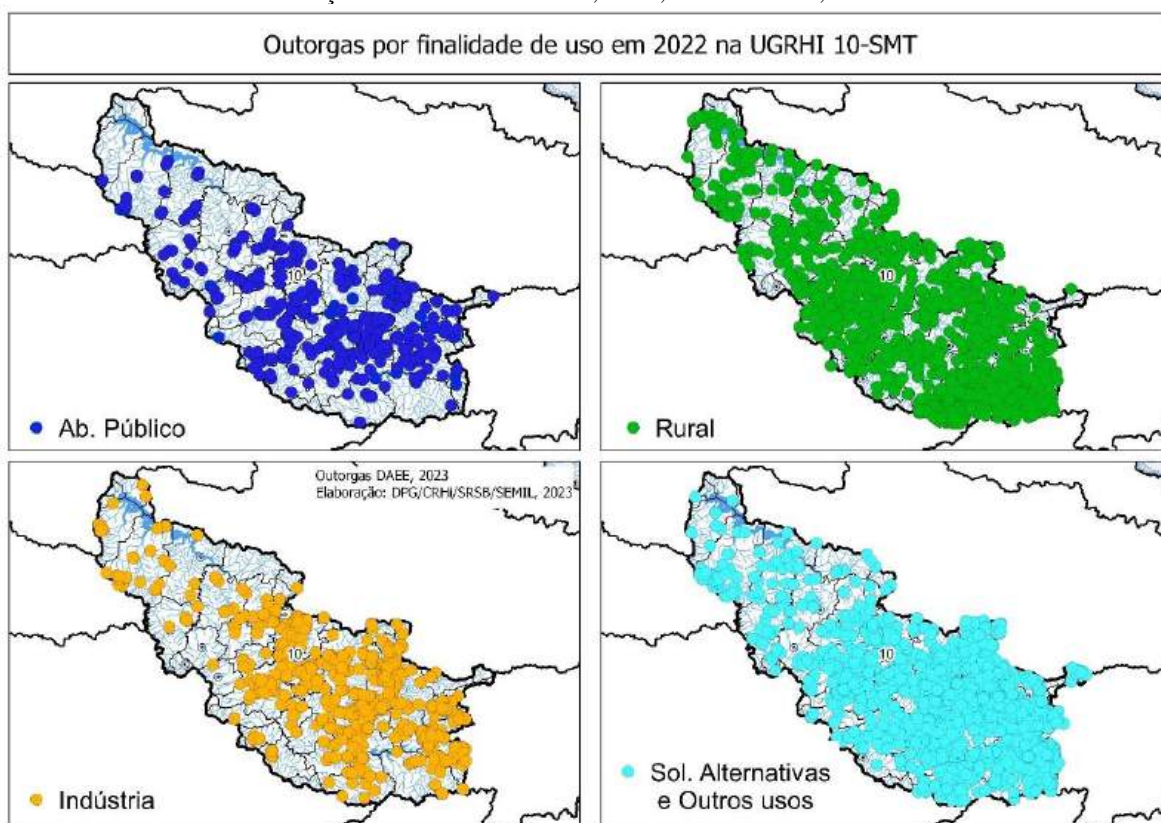 Outorgas por finalidade de uso em 2022 na UGRHI 10-SMT
10
Ab. Público
10
Rural
Outorgas DAEE, 2023
Elaboração: DPG/CRHi/SRSB/SEMIL, 2023
10
Indústria
10
Sol. Alternativas
e Outros usos